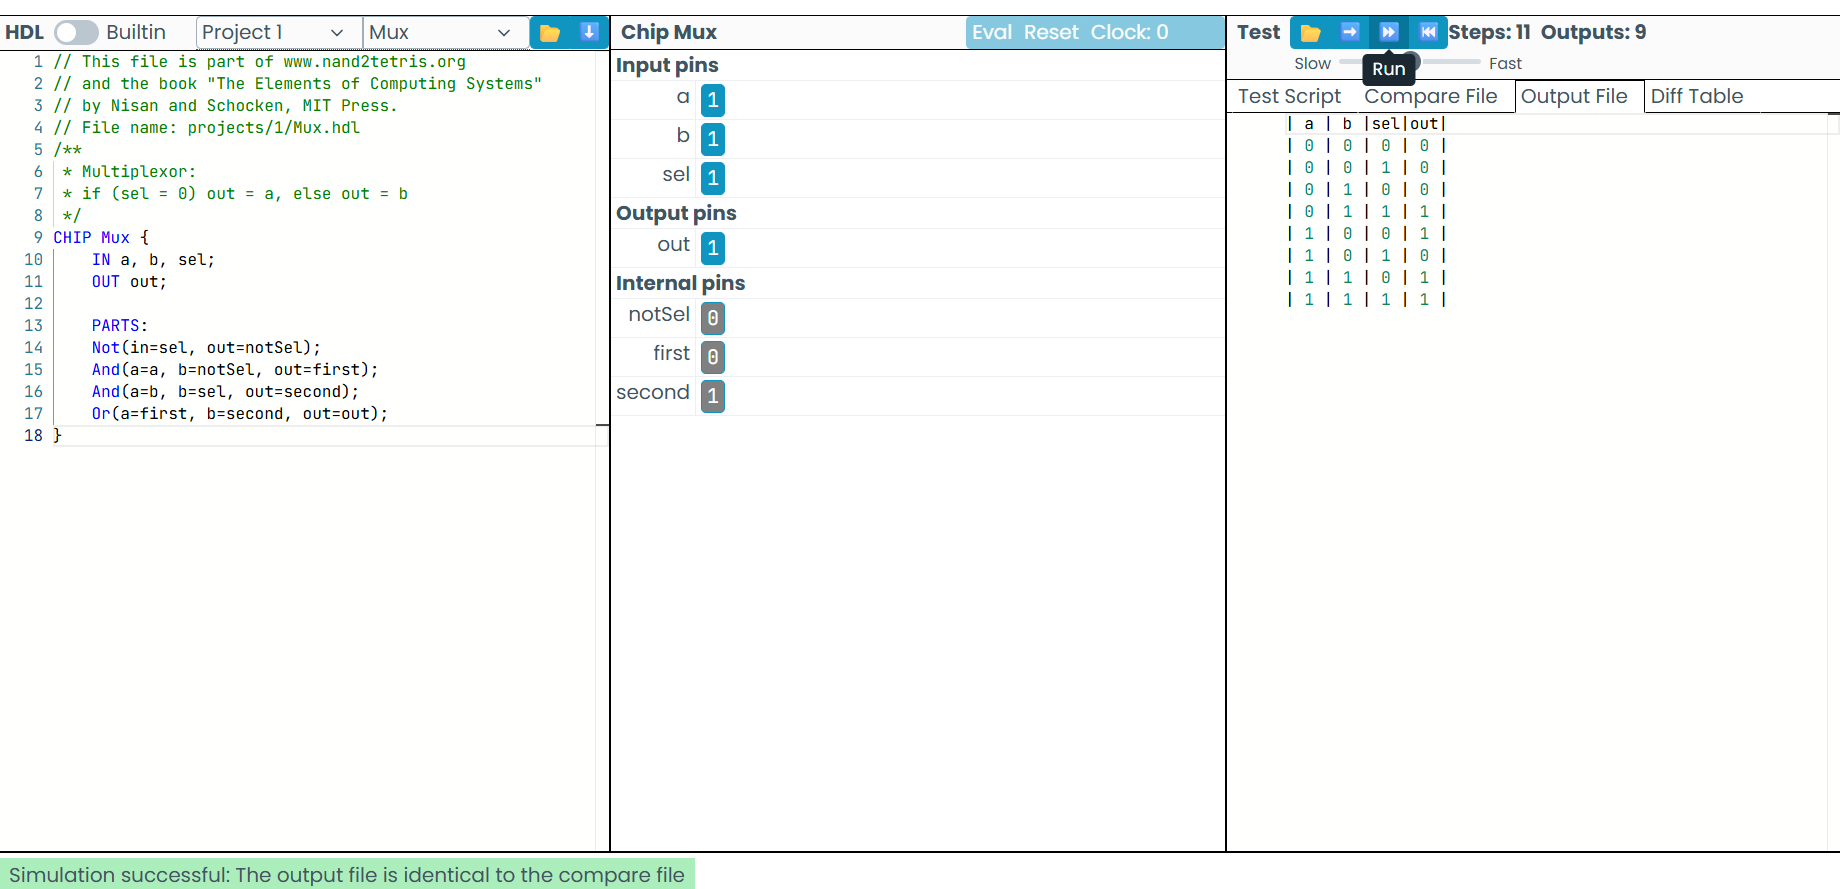 HDL Builtin Project 1 Mux
1 // This file is part of www.nand2tetris.org
2 // and the book "The Elements of Computing Systems"
3 // by Nisan and Schocken, MIT Press.
4 // File name: projects/1/Mux.hdl
5 /**
6 * Multiplexor:
7 * if (sel = 0) out = a, else out = b
8 */
9 CHIP Mux {
10 IN a, b, sel;
11 OUT out;
12
13 PARTS:
14 Not(in=sel, out=notSel);
15 And(a=a, b=notSel, out=first);
16 And(a=b, b=sel, out=second);
17 Or(a=first, b=second, out=out);
18 }
Chip Mux Eval Reset Clock: 0
Input pins
a 1
b 1
sel 1
Output pins
out 1
Internal pins
notSel 0
first 0
second 1
Test Steps: 11 Outputs: 9
Slow Fast
Run
Test Script Compare File Output File Diff Table
| a | b |sel|out|
| 0 | 0 | 0 | 0 |
| 0 | 0 | 1 | 0 |
| 0 | 1 | 0 | 0 |
| 0 | 1 | 1 | 1 |
| 1 | 0 | 0 | 1 |
| 1 | 0 | 1 | 0 |
| 1 | 1 | 0 | 1 |
| 1 | 1 | 1 | 1 |
Simulation successful: The output file is identical to the compare file